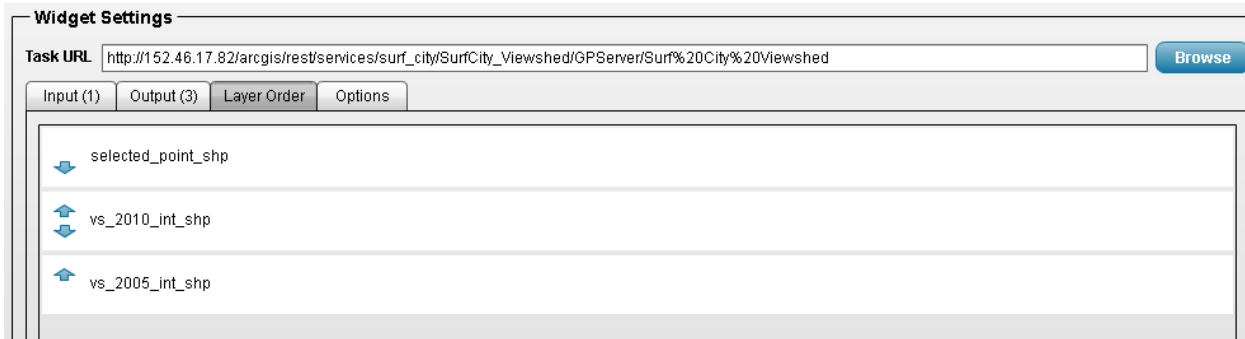 Widget Settings
Task URL http://152.46.17.82/arcgis/rest/services/surf_city/SurfCity_Viewshed/GPServer/Surf%20City%20Viewshed Browse
Input (1) Output (3) Layer Order Options
selected_point_shp
vs_2010_int_shp
vs_2005_int_shp